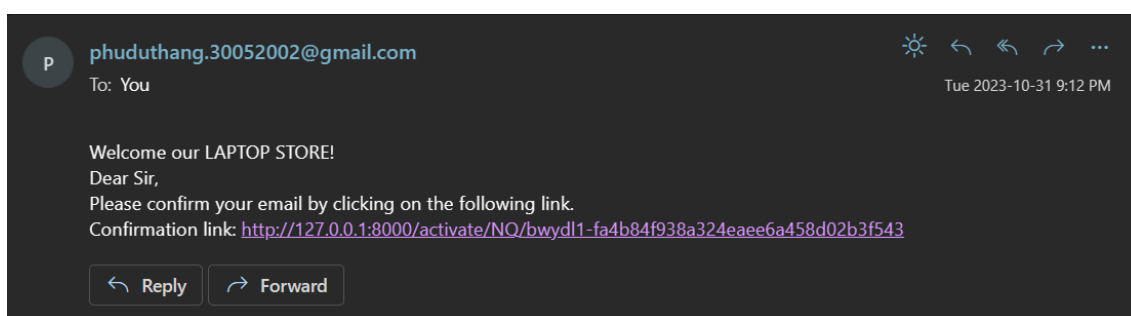 P
phuduthang.30052002@gmail.com
To: You
Tue 2023-10-31 9:12 PM
Welcome our LAPTOP STORE!
Dear Sir,
Please confirm your email by clicking on the following link.
Confirmation link: http://127.0.0.1:8000/activate/NQ/bwydl1-fa4b84f938a324eaee6a458d02b3f543
Reply
Forward